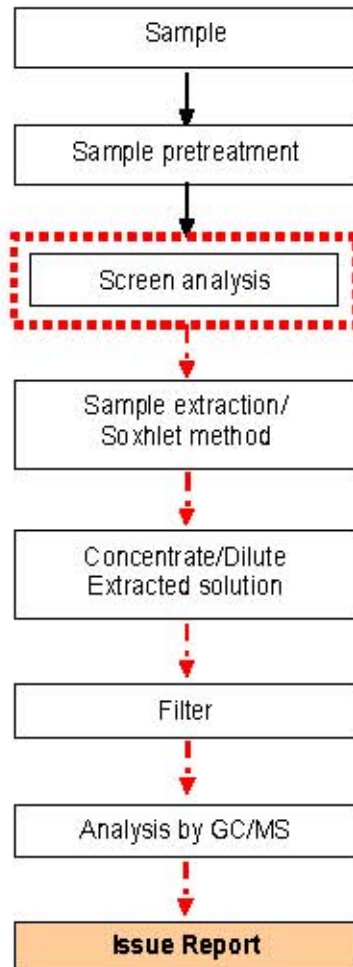 Sample
Sample pretreatment
Screen analysis
Sample extraction/
Soxhlet method
Concentrate/Dilute
Extracted solution
Filter
Analysis by GC/MS
Issue Report